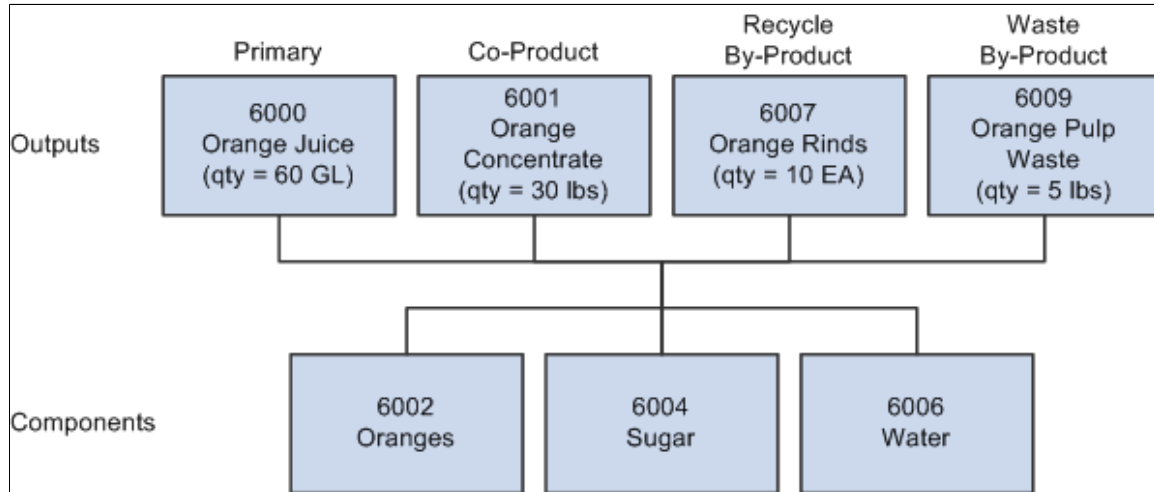 Primary
Co-Product
Recycle
By-Product
Waste
By-Product
Outputs
6000
Orange Juice
(qty = 60 GL)
6001
Orange
Concentrate
(qty = 30 lbs)
6007
Orange Rinds
(qty = 10 EA)
6009
Orange Pulp
Waste
(qty = 5 lbs)
Components
6002
Oranges
6004
Sugar
6006
Water